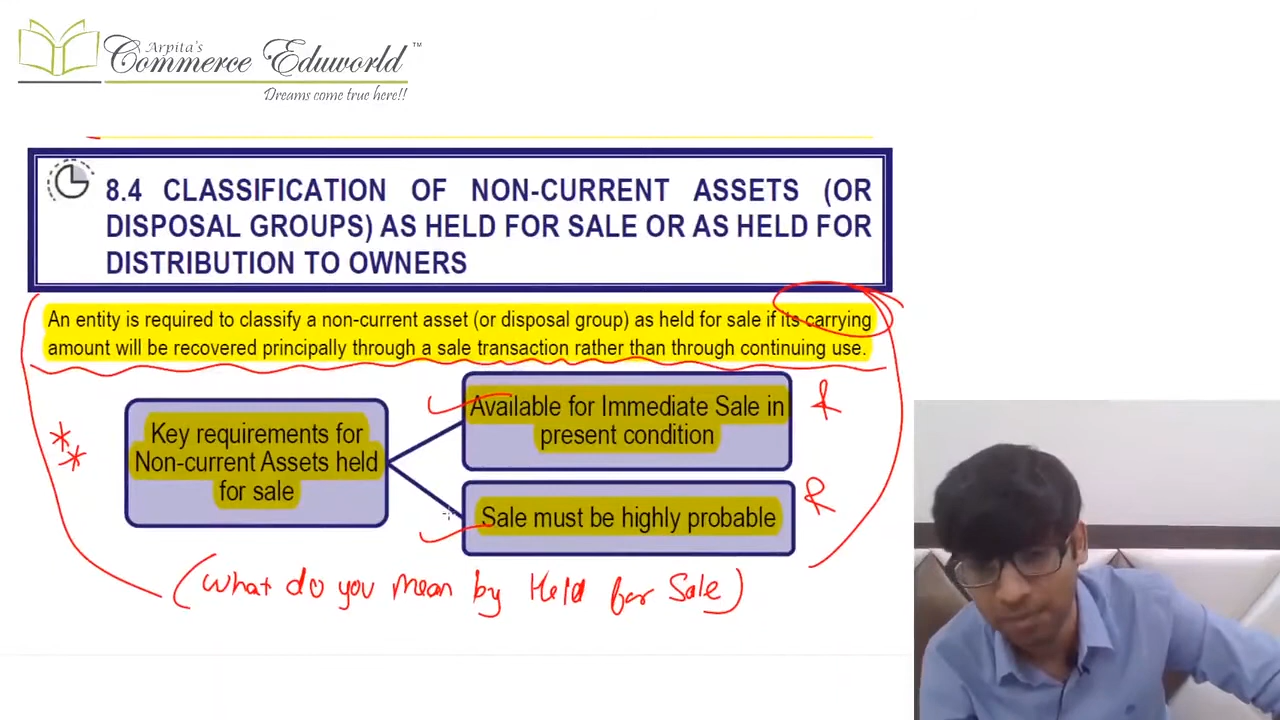 Arpita's
Commerce Eduworld™
Dreams come true here!!
8.4 CLASSIFICATION OF NON-CURRENT ASSETS (OR
DISPOSAL GROUPS) AS HELD FOR SALE OR AS HELD FOR
DISTRIBUTION TO OWNERS
An entity is required to classify a non-current asset (or disposal group) as held for sale if its carrying
amount will be recovered principally through a sale transaction rather than through continuing use.
Key requirements for
Non-current Assets held
for sale
Available for Immediate Sale in
present condition
Sale must be highly probable
(What do you mean by Held for Sale)